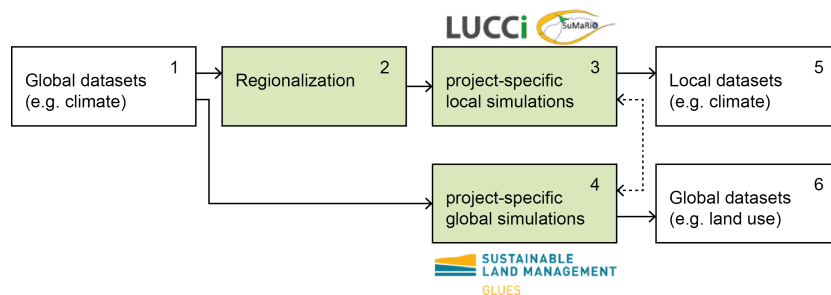 LUCCi
SuMaRiO
1
Global datasets
(e.g. climate)
2
Regionalization
3
project-specific
local simulations
5
Local datasets
(e.g. climate)
4
project-specific
global simulations
6
Global datasets
(e.g. land use)
SUSTAINABLE
LAND MANAGEMENT
GLUES